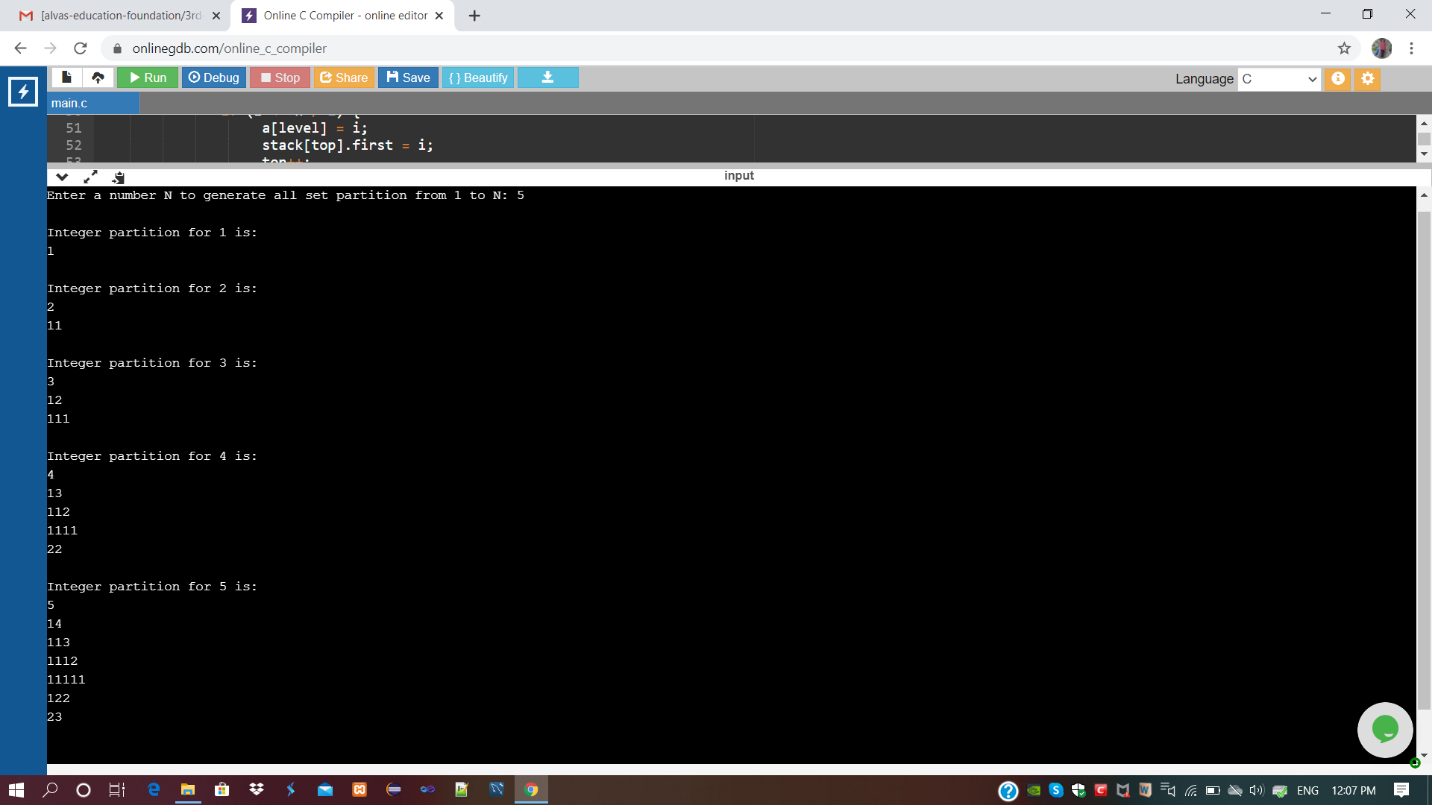 [alvas-education-foundation/3rd
Online C Compiler - online editor
onlinegdb.com/online_c_compiler
Run
Debug
Stop
Share
Save
{ } Beautify
Language C
main.c
51 a[level] = i;
52 stack[top].first = i;
53 top++;
input
Enter a number N to generate all set partition from 1 to N: 5
Integer partition for 1 is:
1
Integer partition for 2 is:
2
11
Integer partition for 3 is:
3
12
111
Integer partition for 4 is:
4
13
112
1111
22
Integer partition for 5 is:
5
14
113
1112
11111
122
23
ENG 12:07 PM